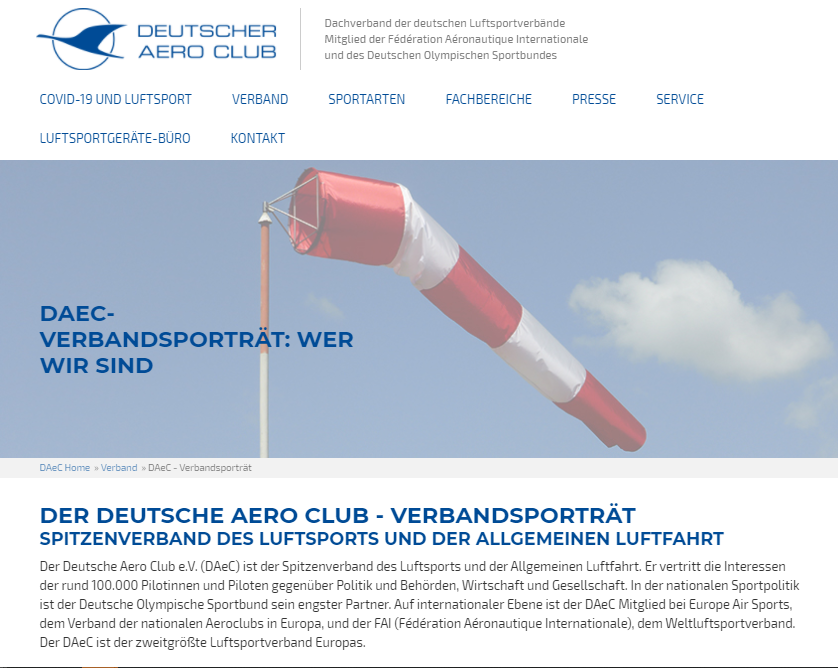 DEUTSCHER
AERO CLUB
Dachverband der deutschen Luftsportverbände
Mitglied der Fédération Aéronautique Internationale
und des Deutschen Olympischen Sportbundes
COVID-19 UND LUFTSPORT VERBAND SPORTARTEN FACHBEREICHE PRESSE SERVICE
LUFTSPORTGERÄTE-BÜRO KONTAKT
DAEC-
VERBANDSPORTRÄT: WER
WIR SIND
DAeC Home » Verband » DAeC - Verbandsporträt
DER DEUTSCHE AERO CLUB - VERBANDSPORTRÄT
SPITZENVERBAND DES LUFTSPORTS UND DER ALLGEMEINEN LUFTFAHRT
Der Deutsche Aero Club e.V. (DAeC) ist der Spitzenverband des Luftsports und der Allgemeinen Luftfahrt. Er vertritt die Interessen
der rund 100.000 Pilotinnen und Piloten gegenüber Politik und Behörden, Wirtschaft und Gesellschaft. In der nationalen Sportpolitik
ist der Deutsche Olympische Sportbund sein engster Partner. Auf internationaler Ebene ist der DAeC Mitglied bei Europe Air Sports,
dem Verband der nationalen Aeroclubs in Europa, und der FAI (Fédération Aéronautique Internationale), dem Weltluftsportverband.
Der DAeC ist der zweitgrößte Luftsportverband Europas.